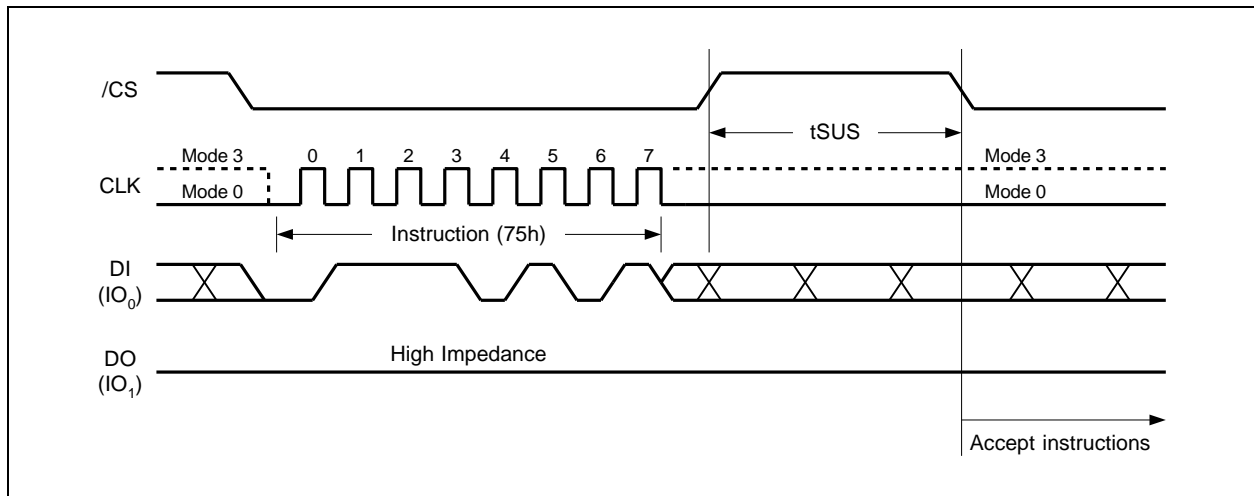 /CS
tSUS
Mode 3
0 1 2 3 4 5 6 7
Mode 3
CLK
Mode 0
Mode 0
Instruction (75h)
DI
(IO₀)
High Impedance
DO
(IO₁)
Accept instructions